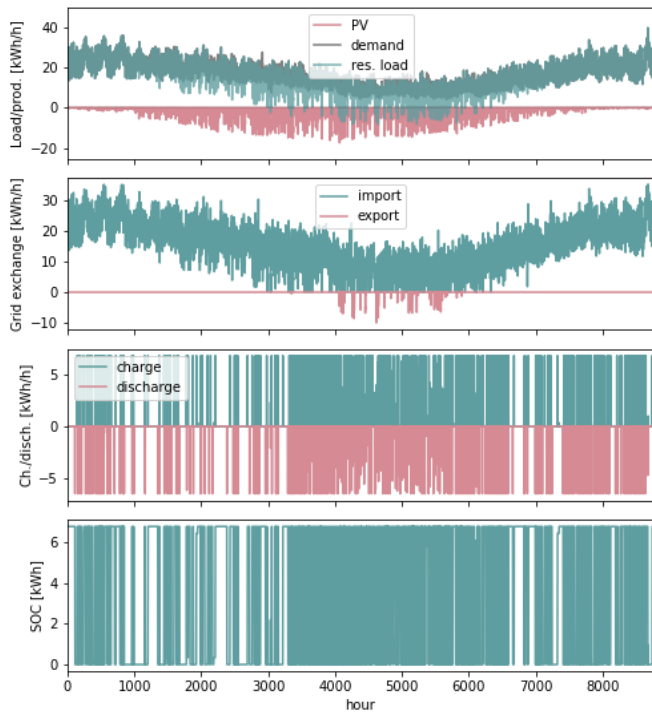 Load/prod. [kWh/h]
40
20
0
−20
PV
demand
res. load
Grid exchange [kWh/h]
30
20
10
0
−10
import
export
Ch./disch. [kWh/h]
5
0
−5
charge
discharge
SOC [kWh]
6
4
2
0
0
1000
2000
3000
4000
5000
6000
7000
8000
hour